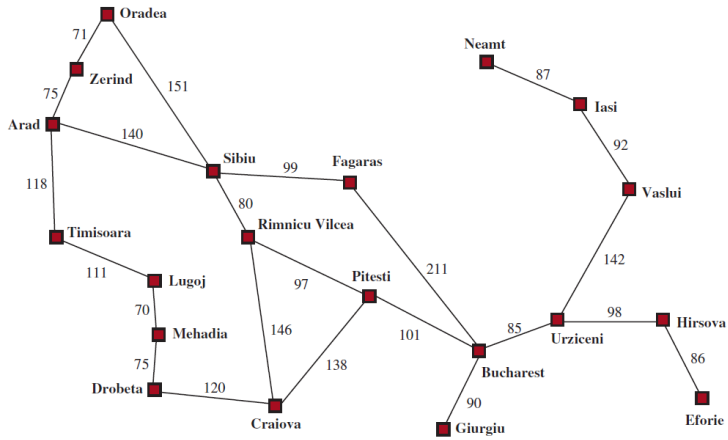 Oradea
71
Neamt
Zerind
87
151
75
Iasi
Arad
140
92
Sibiu
99
Fagaras
118
Vaslui
80
Timisoara
Rimnicu Vilcea
142
111
Lugoj
97
Pitesti
211
70
98
Hirsova
Mehadia
146
101
85
Urziceni
75
138
86
Bucharest
Drobeta
120
90
Craiova
Giurgiu
Eforie